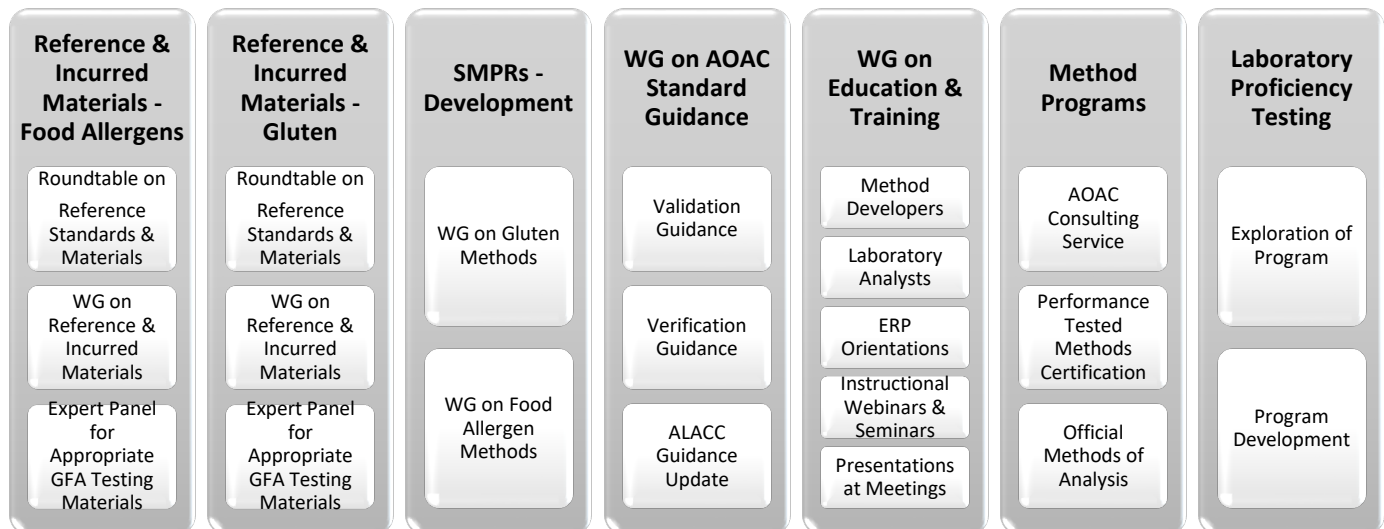 Reference &
Incurred
Materials -
Food Allergens
Roundtable on
Reference
Standards &
Materials
WG on
Reference &
Incurred
Materials
Expert Panel
for
Appropriate
GFA Testing
Materials
Reference &
Incurred
Materials -
Gluten
Roundtable on
Reference
Standards &
Materials
WG on
Reference &
Incurred
Materials
Expert Panel
for
Appropriate
GFA Testing
Materials
SMPRs -
Development
WG on Gluten
Methods
WG on Food
Allergen
Methods
WG on AOAC
Standard
Guidance
Validation
Guidance
Verification
Guidance
ALACC
Guidance
Update
WG on
Education &
Training
Method
Developers
Laboratory
Analysts
ERP
Orientations
Instructional
Webinars &
Seminars
Presentations
at Meetings
Method
Programs
AOAC
Consulting
Service
Performance
Tested
Methods
Certification
Official
Methods of
Analysis
Laboratory
Proficiency
Testing
Exploration of
Program
Program
Development